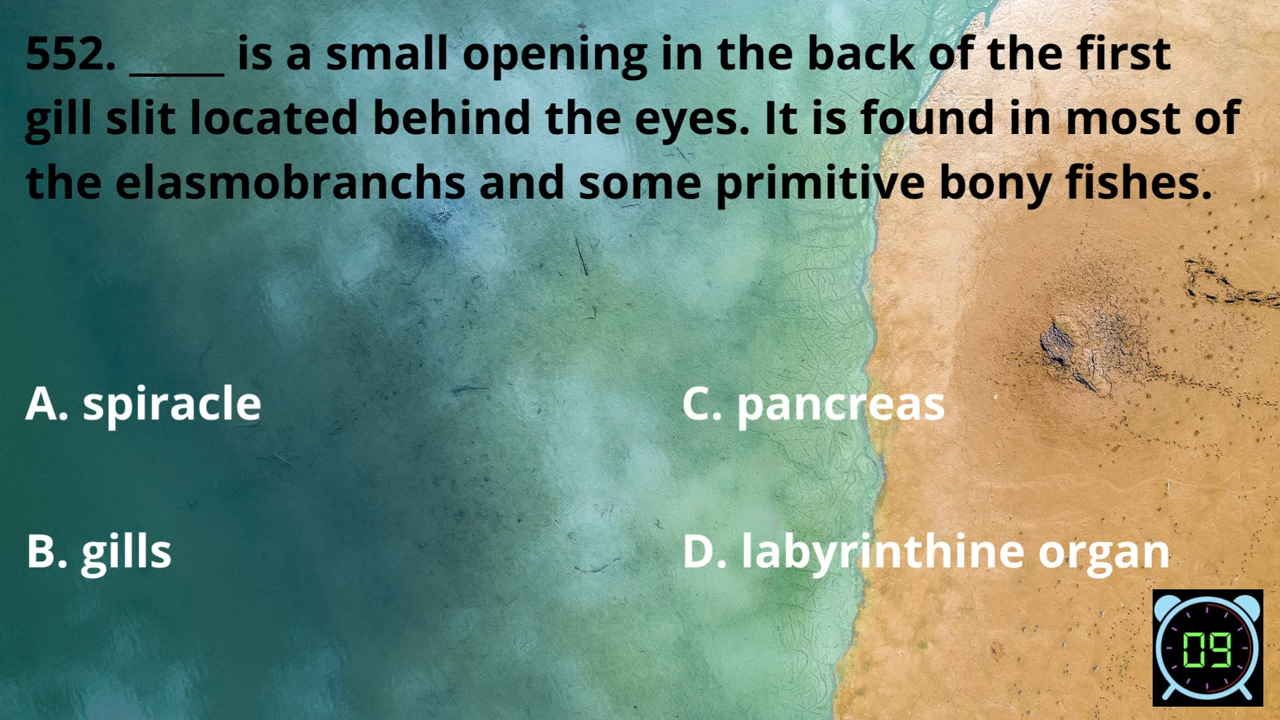 552. _____ is a small opening in the back of the first
gill slit located behind the eyes. It is found in most of
the elasmobranchs and some primitive bony fishes.
A. spiracle
C. pancreas
B. gills
D. labyrinthine organ
09